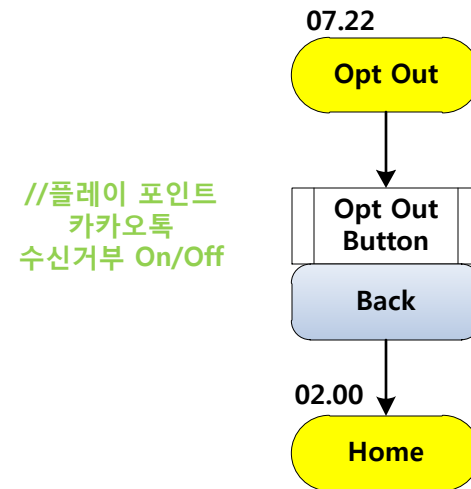 07.22
Opt Out
//플레이 포인트
카카오톡
수신거부 On/Off
Opt Out
Button
Back
02.00
Home